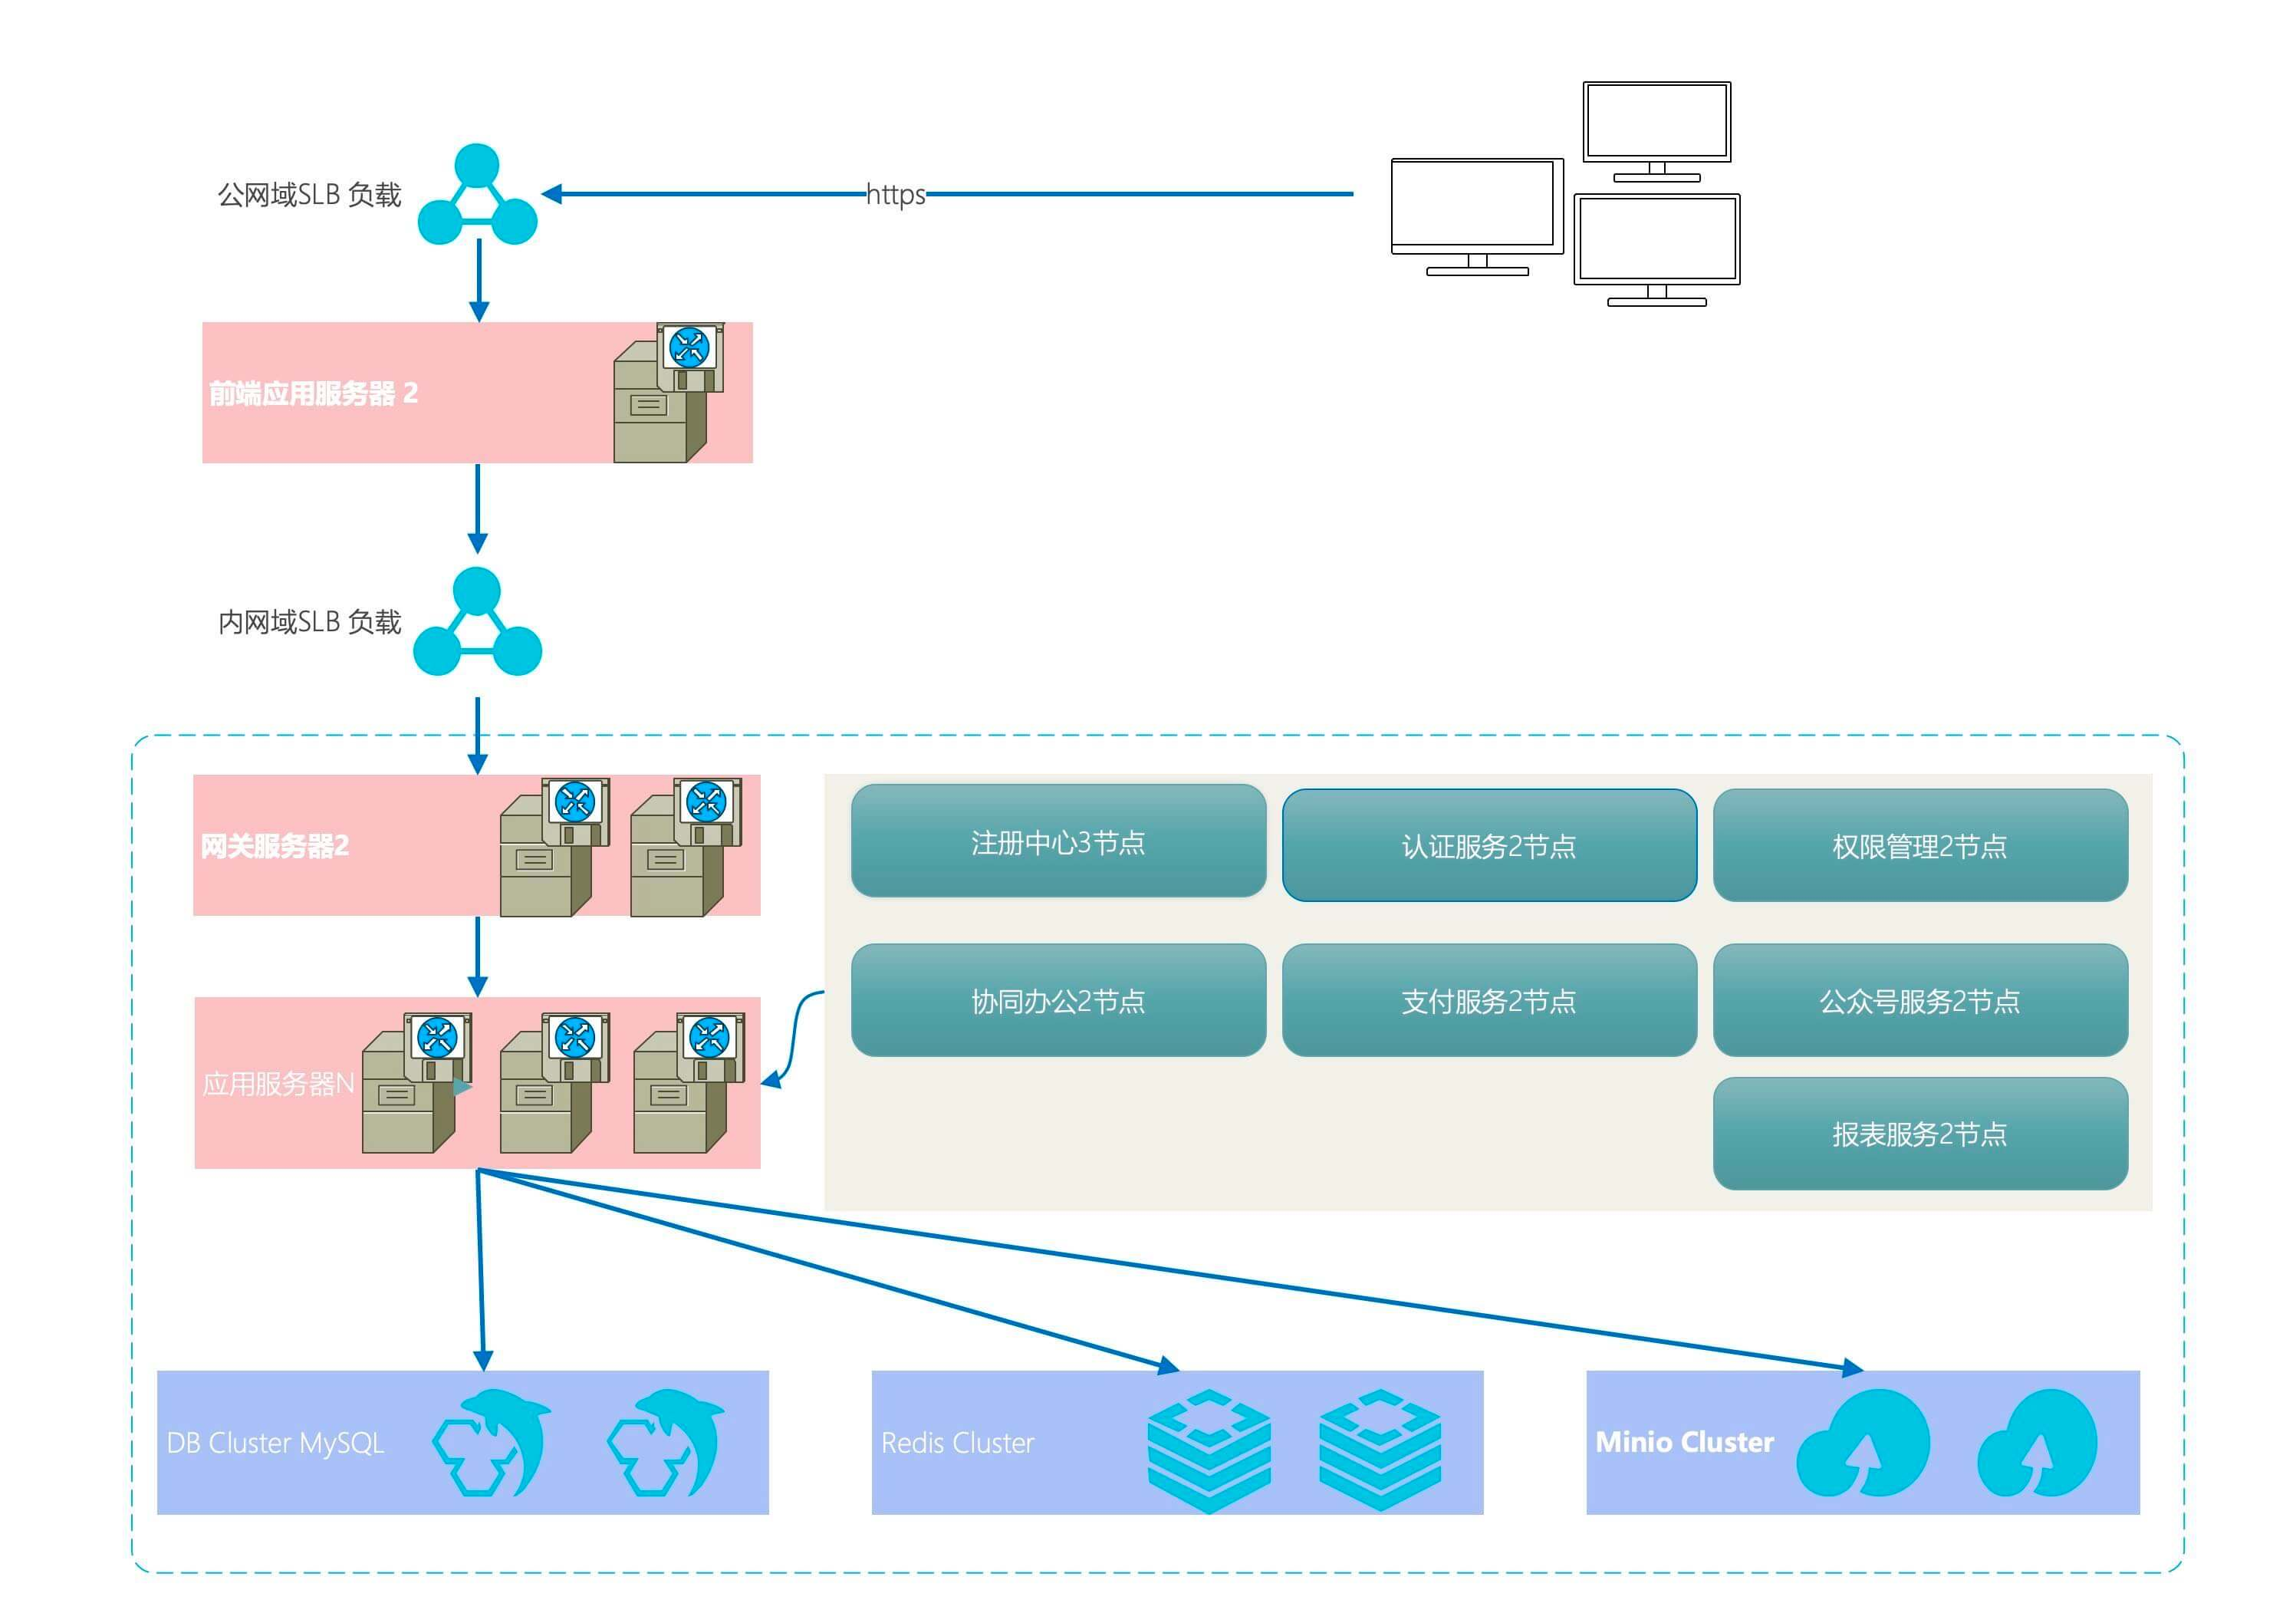 公网域SLB 负载
https
前端应用服务器 2
内网域SLB 负载
网关服务器2
注册中心3节点
认证服务2节点
权限管理2节点
协同办公2节点
支付服务2节点
公众号服务2节点
应用服务器N
报表服务2节点
DB Cluster MySQL
Redis Cluster
Minio Cluster